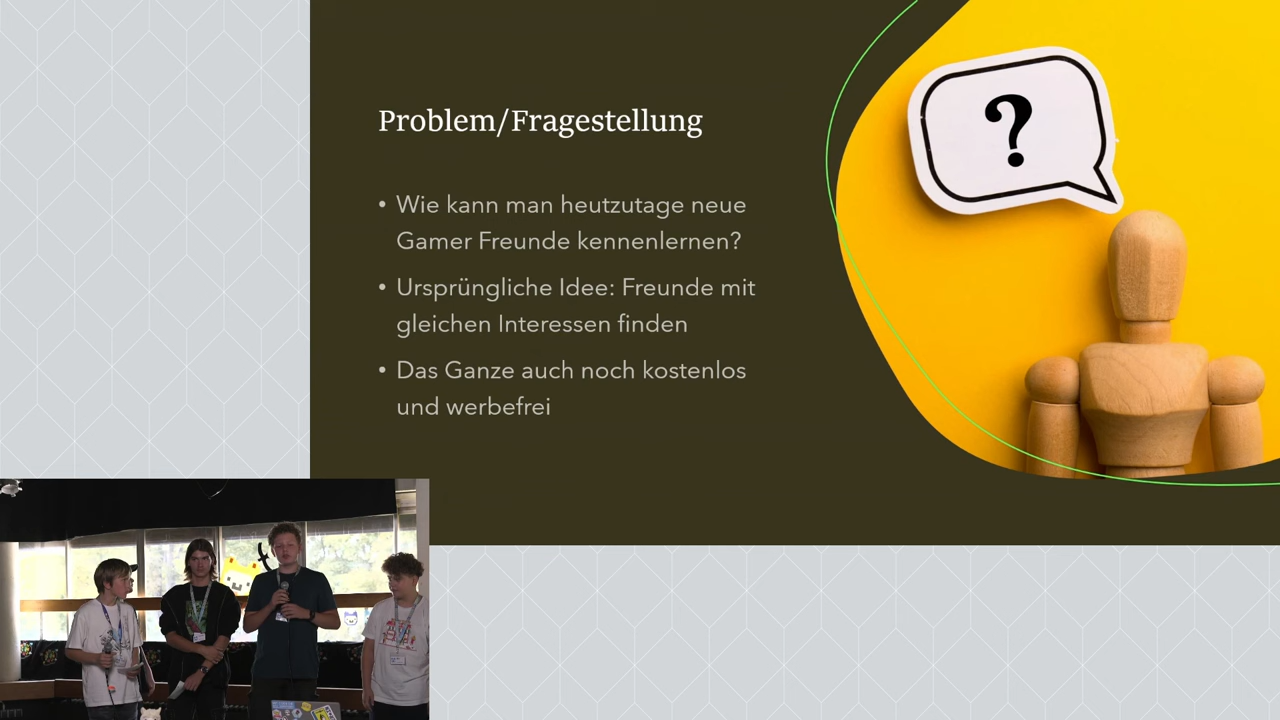 Problem/Fragestellung
• Wie kann man heutzutage neue
Gamer Freunde kennenlernen?
• Ursprüngliche Idee: Freunde mit
gleichen Interessen finden
• Das Ganze auch noch kostenlos
und werbefrei
?